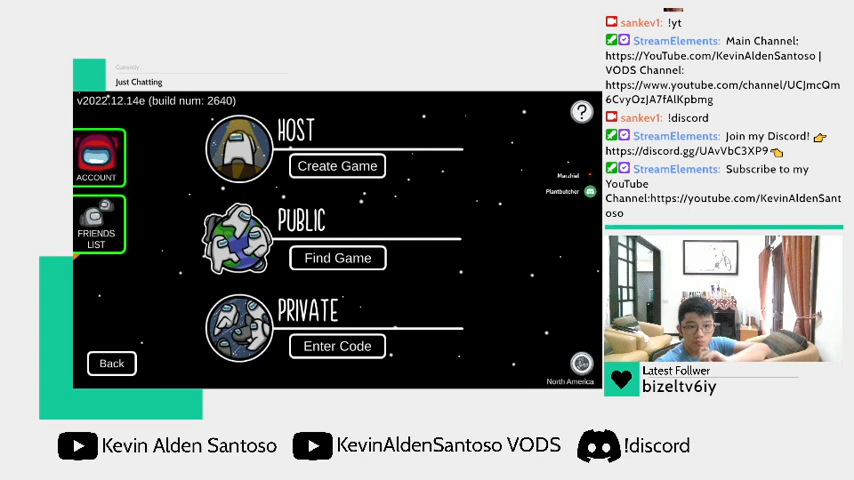 Currently
Just Chatting
v2022.12.14e (build num: 2640)
?
ACCOUNT
FRIENDS
LIST
HOST
Create Game
PUBLIC
Find Game
PRIVATE
Enter Code
Back
Plantbutcher
North America
sankev1: !yt
StreamElements: Main Channel:
https://YouTube.com/KevinAldenSantoso |
VODS Channel:
https://www.youtube.com/channel/UCJmcQm
6CvyOzJA7fAlKpbmg
sankev1: !discord
StreamElements: Join my Discord! 👉
https://discord.gg/UAvVbC3XP9 👈
StreamElements: Subscribe to my
YouTube
Channel:https://youtube.com/KevinAldenSant
oso
Latest Follwer
bizeltv6iy
Kevin Alden Santoso
KevinAldenSantoso VODS
!discord